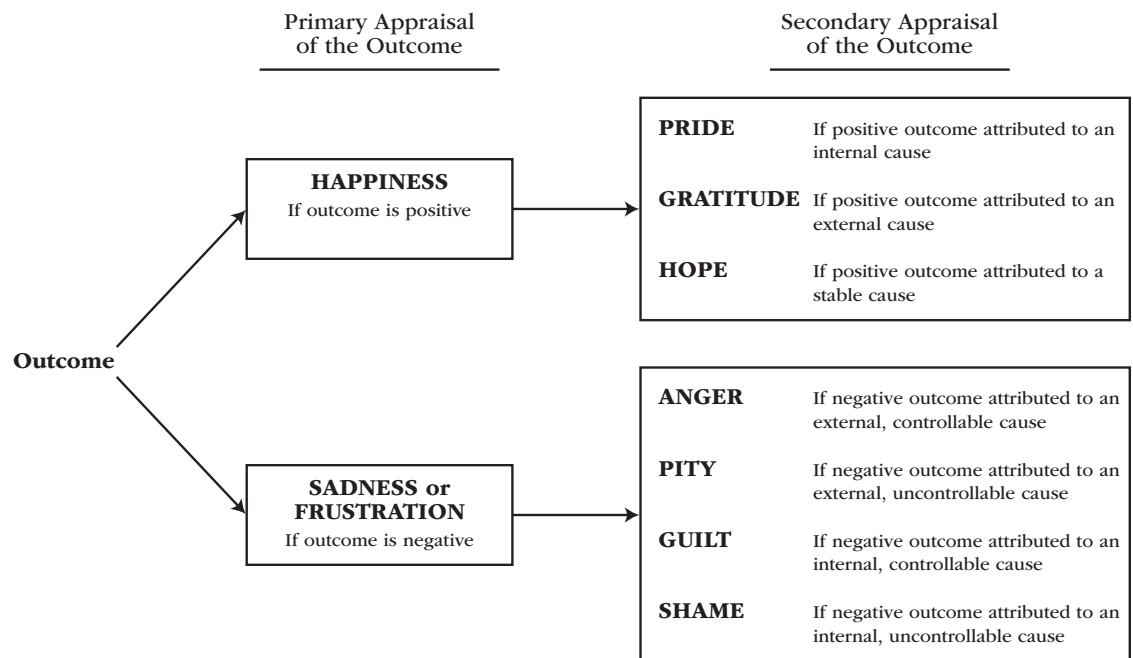 Primary Appraisal
of the Outcome
Secondary Appraisal
of the Outcome
Outcome
HAPPINESS
If outcome is positive
SADNESS or
FRUSTRATION
If outcome is negative
PRIDE If positive outcome attributed to an
internal cause
GRATITUDE If positive outcome attributed to an
external cause
HOPE If positive outcome attributed to a
stable cause
ANGER If negative outcome attributed to an
external, controllable cause
PITY If negative outcome attributed to an
external, uncontrollable cause
GUILT If negative outcome attributed to an
internal, controllable cause
SHAME If negative outcome attributed to an
internal, uncontrollable cause